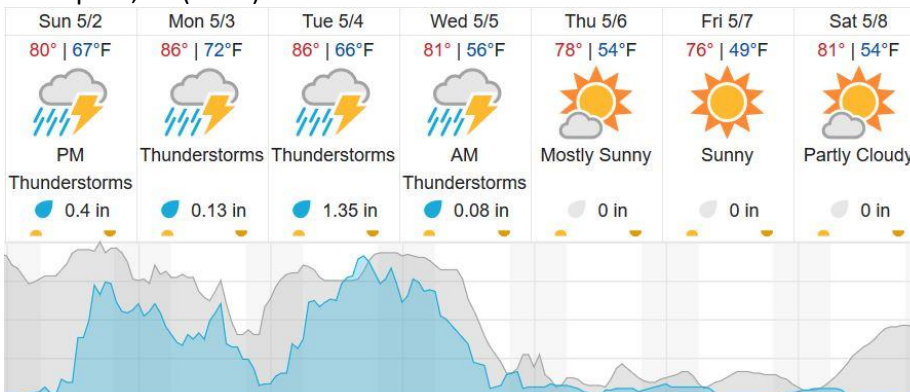 Sun 5/2 Mon 5/3 Tue 5/4 Wed 5/5 Thu 5/6 Fri 5/7 Sat 5/8
80° | 67°F 86° | 72°F 86° | 66°F 81° | 56°F 78° | 54°F 76° | 49°F 81° | 54°F
PM Thunderstorms Thunderstorms AM Mostly Sunny Sunny Partly Cloudy
Thunderstorms Thunderstorms
0.4 in 0.13 in 1.35 in 0.08 in 0 in 0 in 0 in